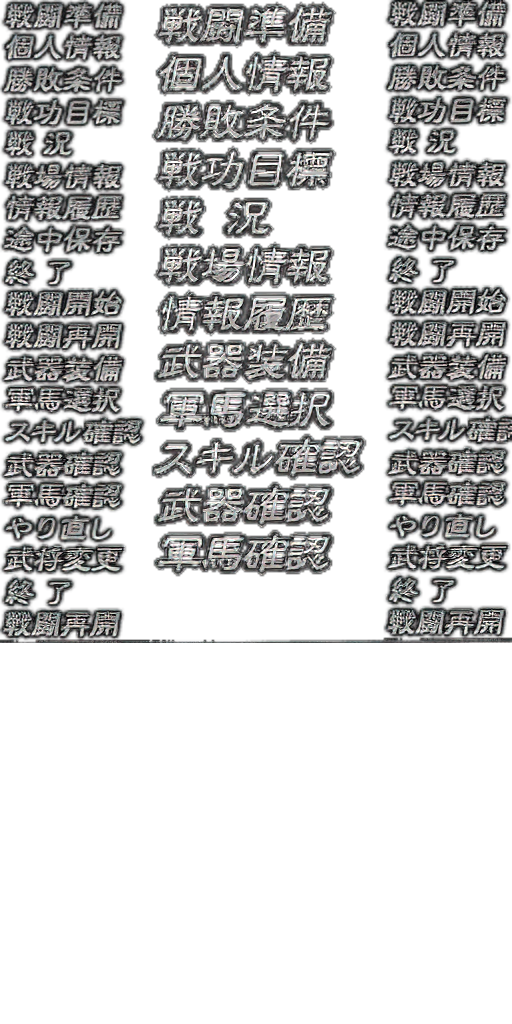 戦闘準備
個人情報
勝敗条件
戦功目標
戦 況
戦場情報
情報履歴
途中保存
終 了
戦闘開始
戦闘再開
武器装備
軍馬選択
スキル確認
武器確認
軍馬確認
やり直し
武将変更
終 了
戦闘再開
戦闘準備
個人情報
勝敗条件
戦功目標
戦 況
戦場情報
情報履歴
武器装備
軍馬選択
スキル確認
武器確認
軍馬確認
戦闘準備
個人情報
勝敗条件
戦功目標
戦 況
戦場情報
情報履歴
途中保存
終 了
戦闘開始
戦闘再開
武器装備
軍馬選択
スキル確認
武器確認
軍馬確認
やり直し
武将変更
終 了
戦闘再開